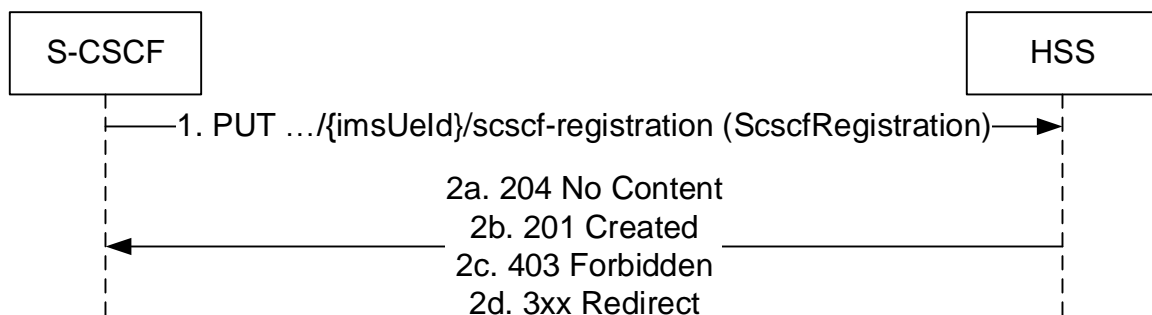 S-CSCF
HSS
1. PUT …/{imsUeId}/scscf-registration (ScscfRegistration)
2a. 204 No Content
2b. 201 Created
2c. 403 Forbidden
2d. 3xx Redirect